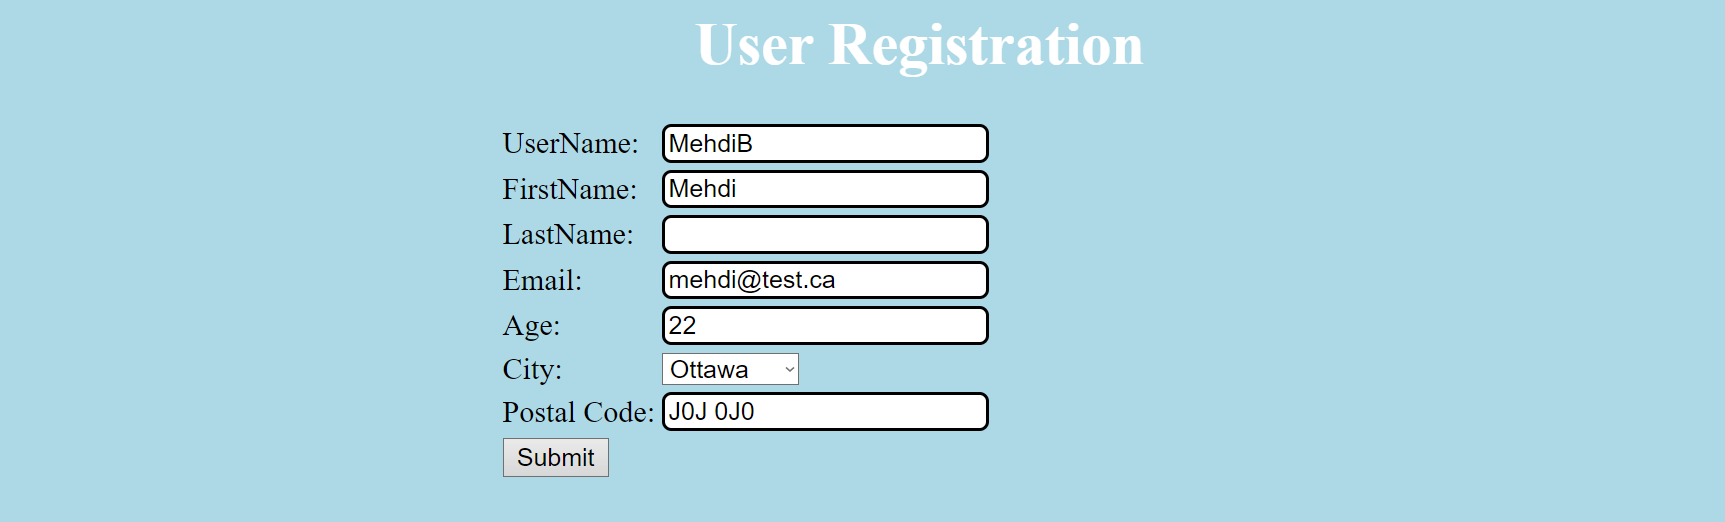 User Registration
UserName: MehdiB
FirstName: Mehdi
LastName:
Email: mehdi@test.ca
Age: 22
City: Ottawa
Postal Code: J0J 0J0
Submit